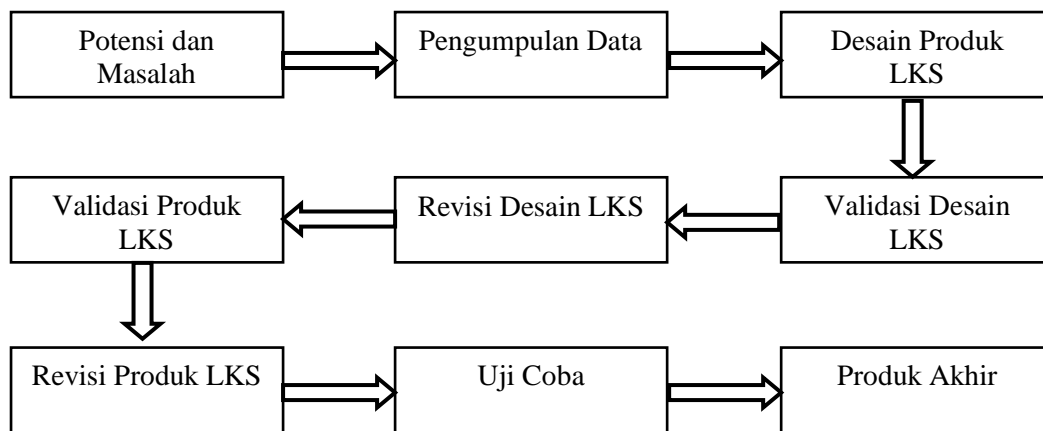 Potensi dan
Masalah
Pengumpulan Data
Desain Produk
LKS
Validasi Produk
LKS
Revisi Desain LKS
Validasi Desain
LKS
Revisi Produk LKS
Uji Coba
Produk Akhir